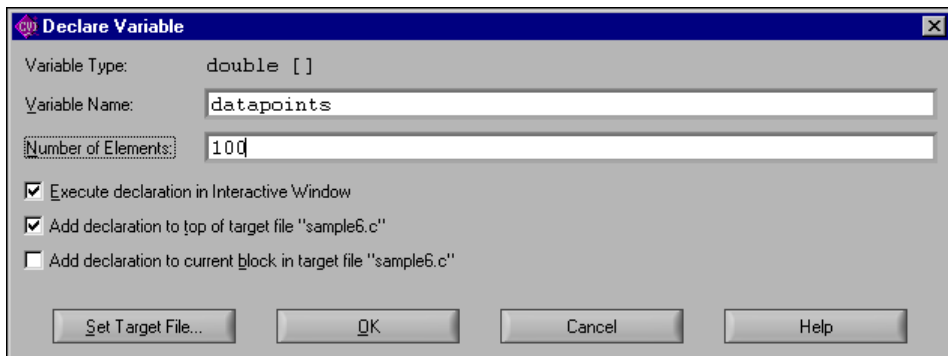 CVI Declare Variable
Variable Type: double []
Variable Name: datapoints
Number of Elements: 100
Execute declaration in Interactive Window
Add declaration to top of target file "sample6.c"
Add declaration to current block in target file "sample6.c"
Set Target File... OK Cancel Help